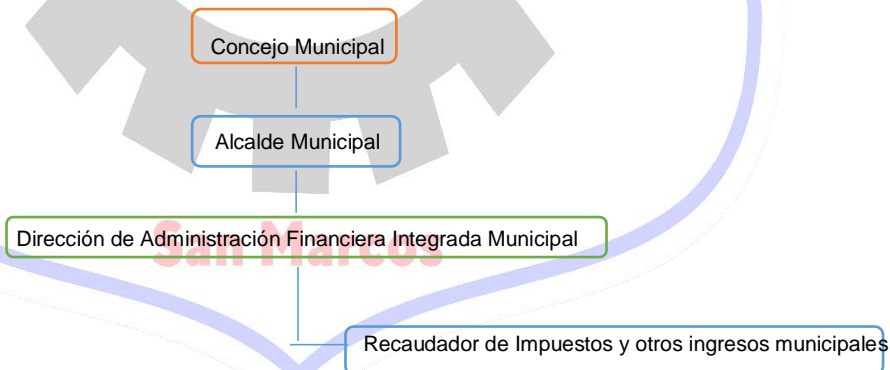 Concejo Municipal
Alcalde Municipal
Dirección de Administración Financiera Integrada Municipal
San Marcos
Recaudador de Impuestos y otros ingresos municipales